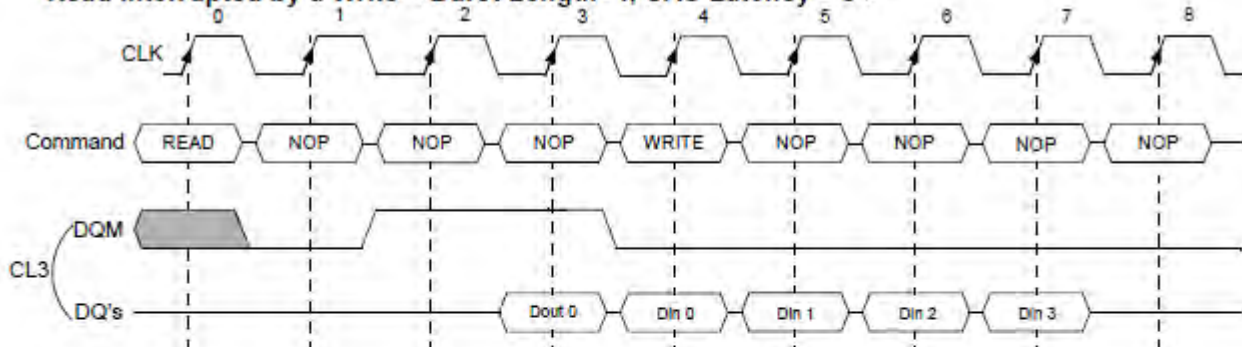 0 1 2 3 4 5 6 7 8
CLK
Command READ NOP NOP NOP WRITE NOP NOP NOP NOP
DQM
CL3
DQ's Dout 0 Din 0 Din 1 Din 2 Din 3